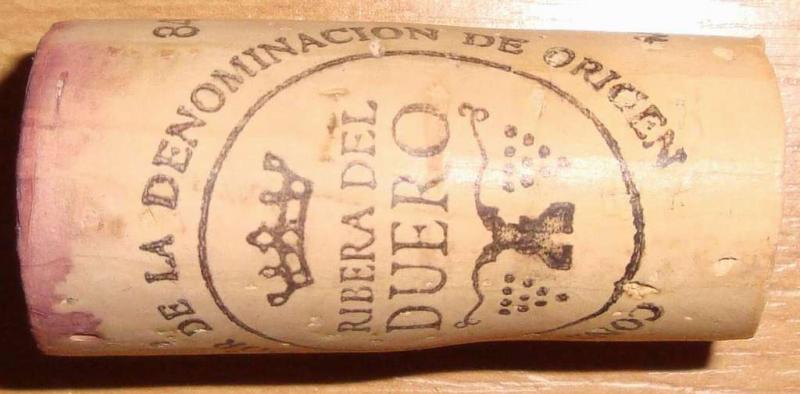 DE LA DENOMINACION DE ORIGEN
RIBERA DEL
DUERO